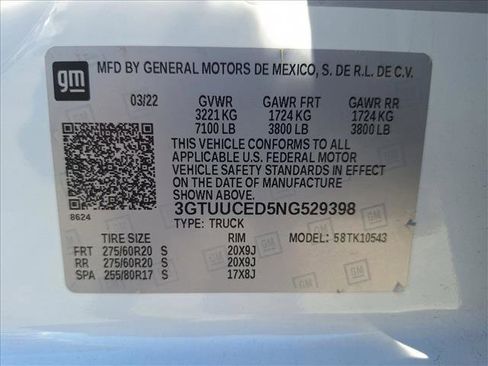 gm MFD BY GENERAL MOTORS DE MEXICO, S. DE R.L. DE C.V.
03/22 GVWR GAWR FRT GAWR RR
3221 KG 1724 KG 1724 KG
7100 LB 3800 LB 3800 LB
THIS VEHICLE CONFORMS TO ALL
APPLICABLE U.S. FEDERAL MOTOR
VEHICLE SAFETY STANDARDS IN EFFECT
ON THE DATE OF MANUFACTURE
SHOWN ABOVE.
8624 3GTUUCED5NG529398
TYPE: TRUCK
TIRE SIZE RIM MODEL: 58TK10543
FRT 275/60R20 S 20X9J
RR 275/60R20 S 20X9J
SPA 255/80R17 S 17X8J